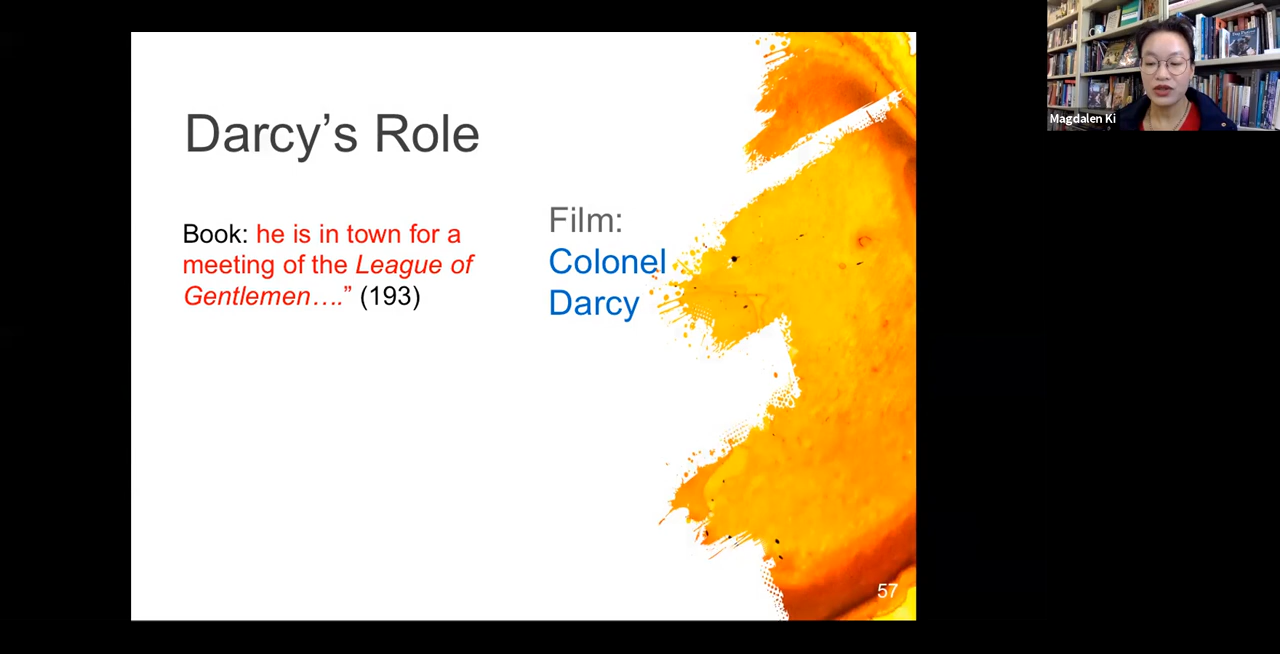 Darcy’s Role
Book: he is in town for a
meeting of the League of
Gentlemen….” (193)
Film:
Colonel
Darcy
57
Magdalen Ki